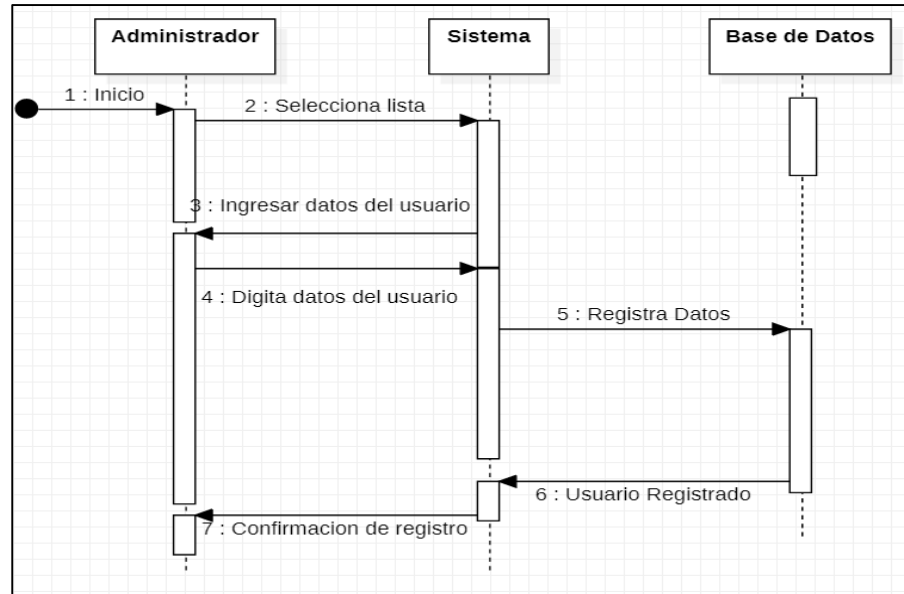 Administrador
Sistema
Base de Datos
1 : Inicio
2 : Selecciona lista
3 : Ingresar datos del usuario
4 : Digita datos del usuario
5 : Registra Datos
6 : Usuario Registrado
7 : Confirmacion de registro